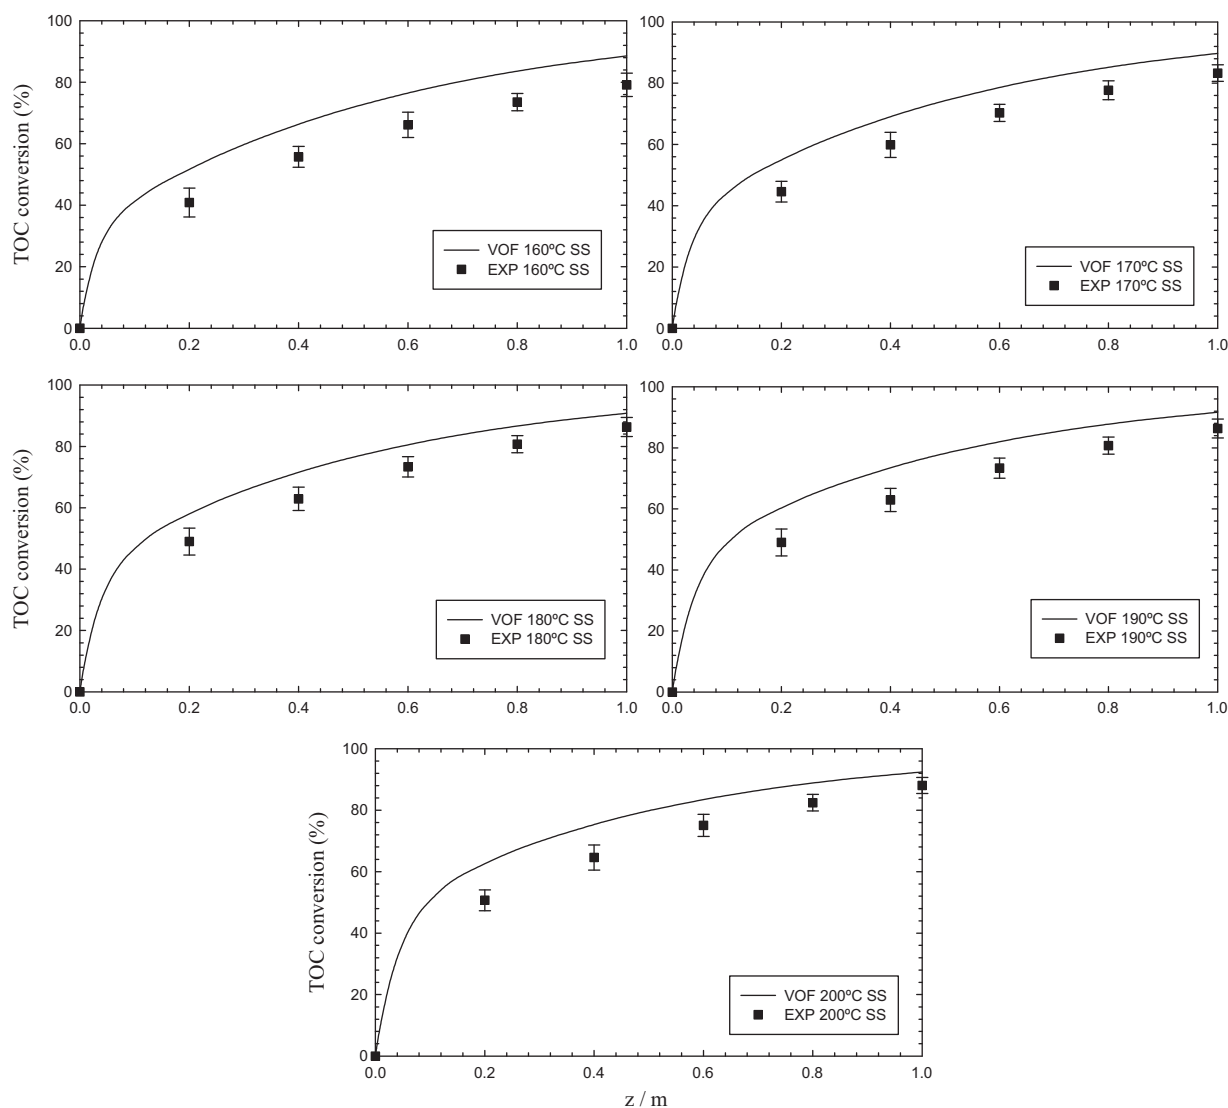 100
80
60
40
20
0
TOC conversion (%)
0.0 0.2 0.4 0.6 0.8 1.0
VOF 160ºC SS
EXP 160ºC SS
100
80
60
40
20
0
0.0 0.2 0.4 0.6 0.8 1.0
VOF 170ºC SS
EXP 170ºC SS
100
80
60
40
20
0
TOC conversion (%)
0.0 0.2 0.4 0.6 0.8 1.0
VOF 180ºC SS
EXP 180ºC SS
100
80
60
40
20
0
0.0 0.2 0.4 0.6 0.8 1.0
VOF 190ºC SS
EXP 190ºC SS
100
80
60
40
20
0
TOC conversion (%)
0.0 0.2 0.4 0.6 0.8 1.0
VOF 200ºC SS
EXP 200ºC SS
z / m